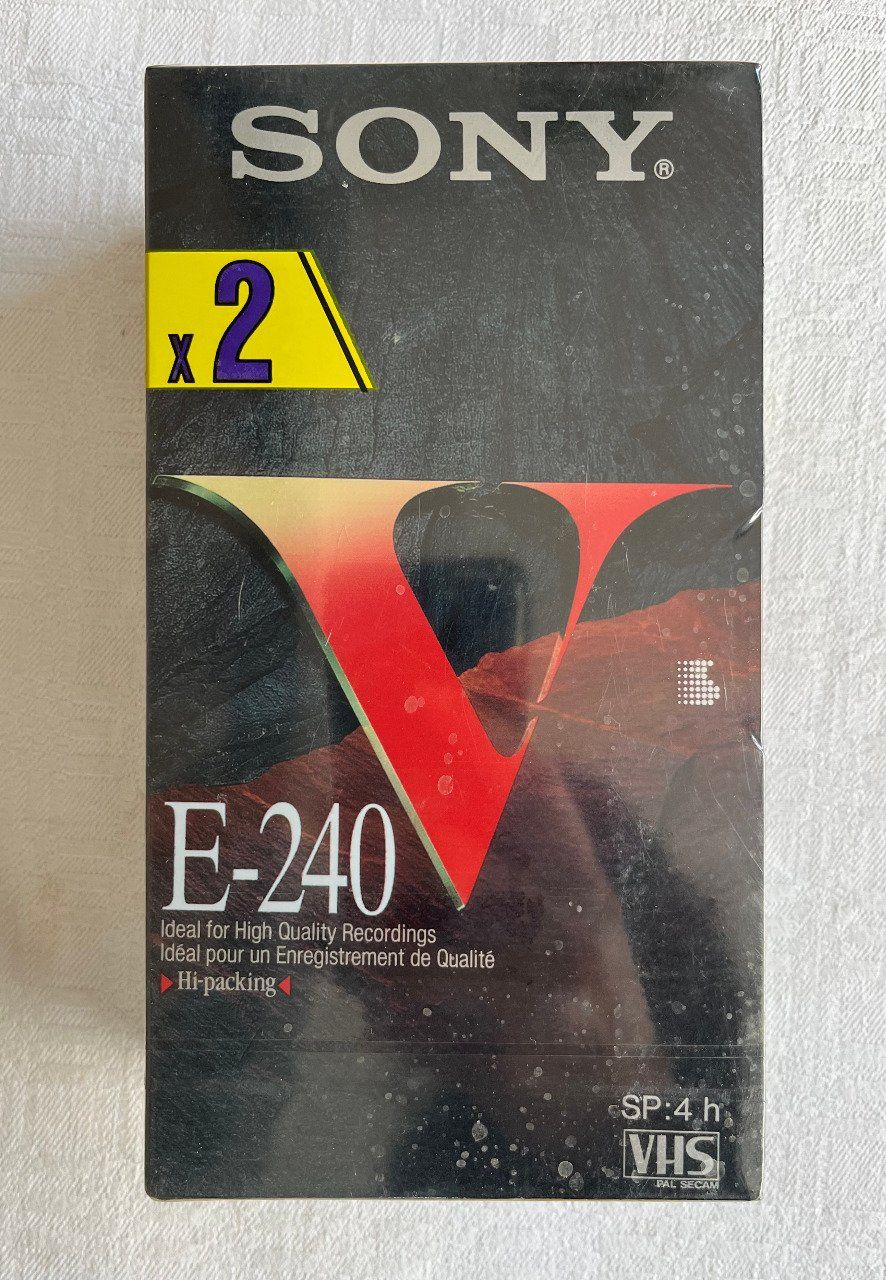 SONY®
x2
V
E-240
Ideal for High Quality Recordings
Idéal pour un Enregistrement de Qualité
Hi-packing
SP:4 h
VHS
PAL SECAM